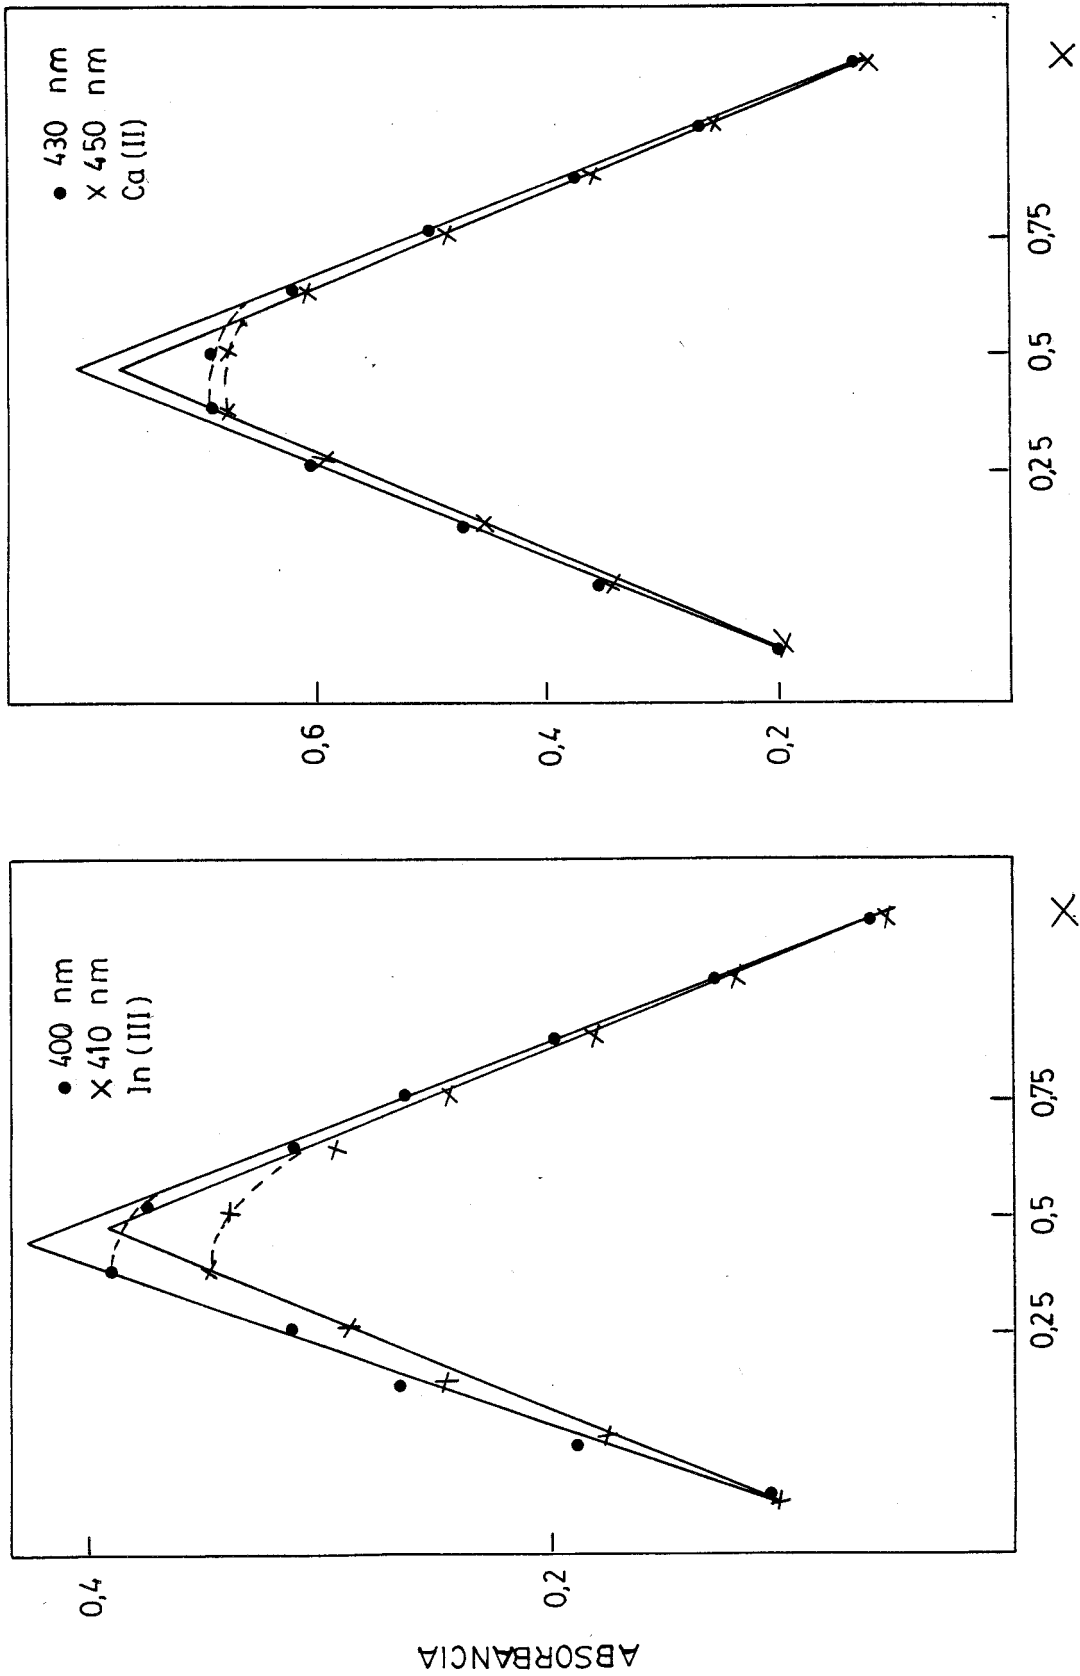 ● 400 nm
× 410 nm
In (III)
0,4
0,2
ABSORBANCIA
0,25
0,5
0,75
X
● 430 nm
× 450 nm
Ca (II)
0,6
0,4
0,2
0,25
0,5
0,75
X